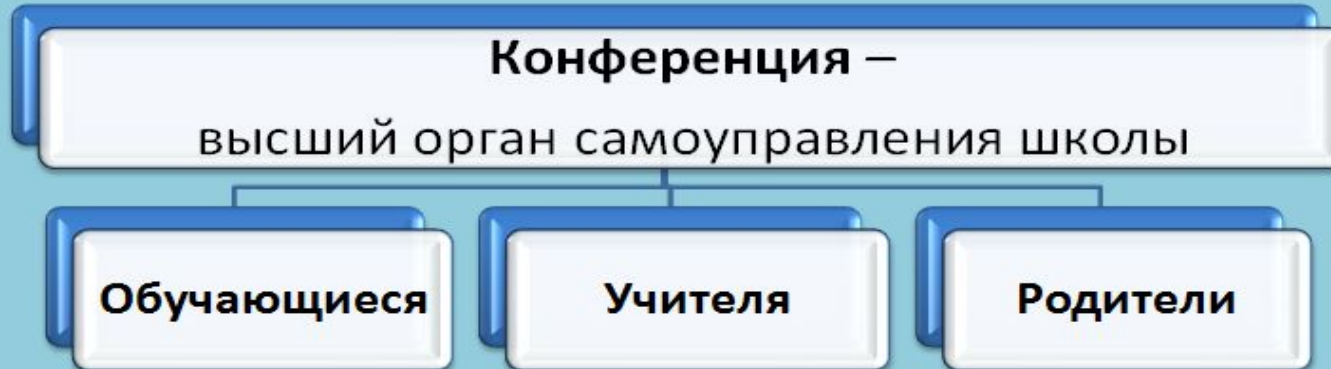 Конференция –
высший орган самоуправления школы
Обучающиеся
Учителя
Родители